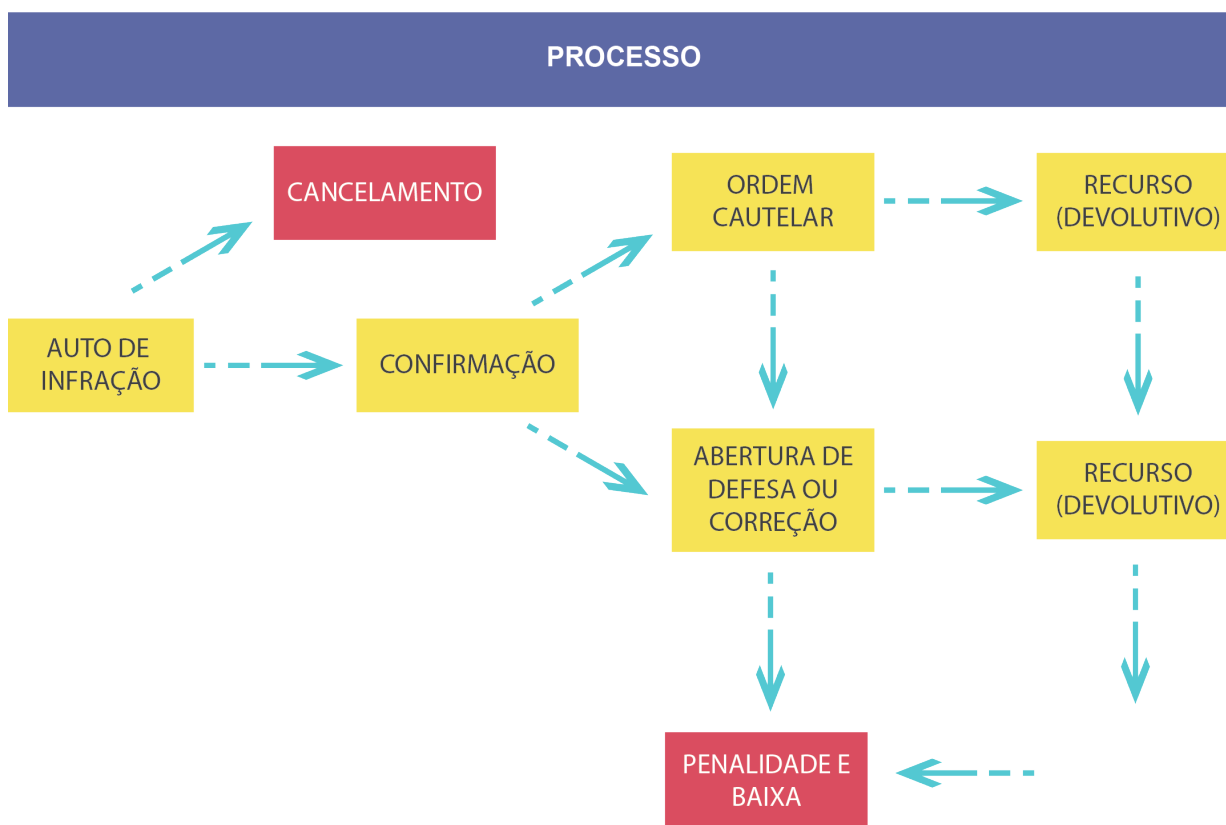 PROCESSO
CANCELAMENTO
ORDEM
CAUTELAR
RECURSO
(DEVOLUTIVO)
AUTO DE
INFRAÇÃO
CONFIRMAÇÃO
ABERTURA DE
DEFESA OU
CORREÇÃO
RECURSO
(DEVOLUTIVO)
PENALIDADE E
BAIXA